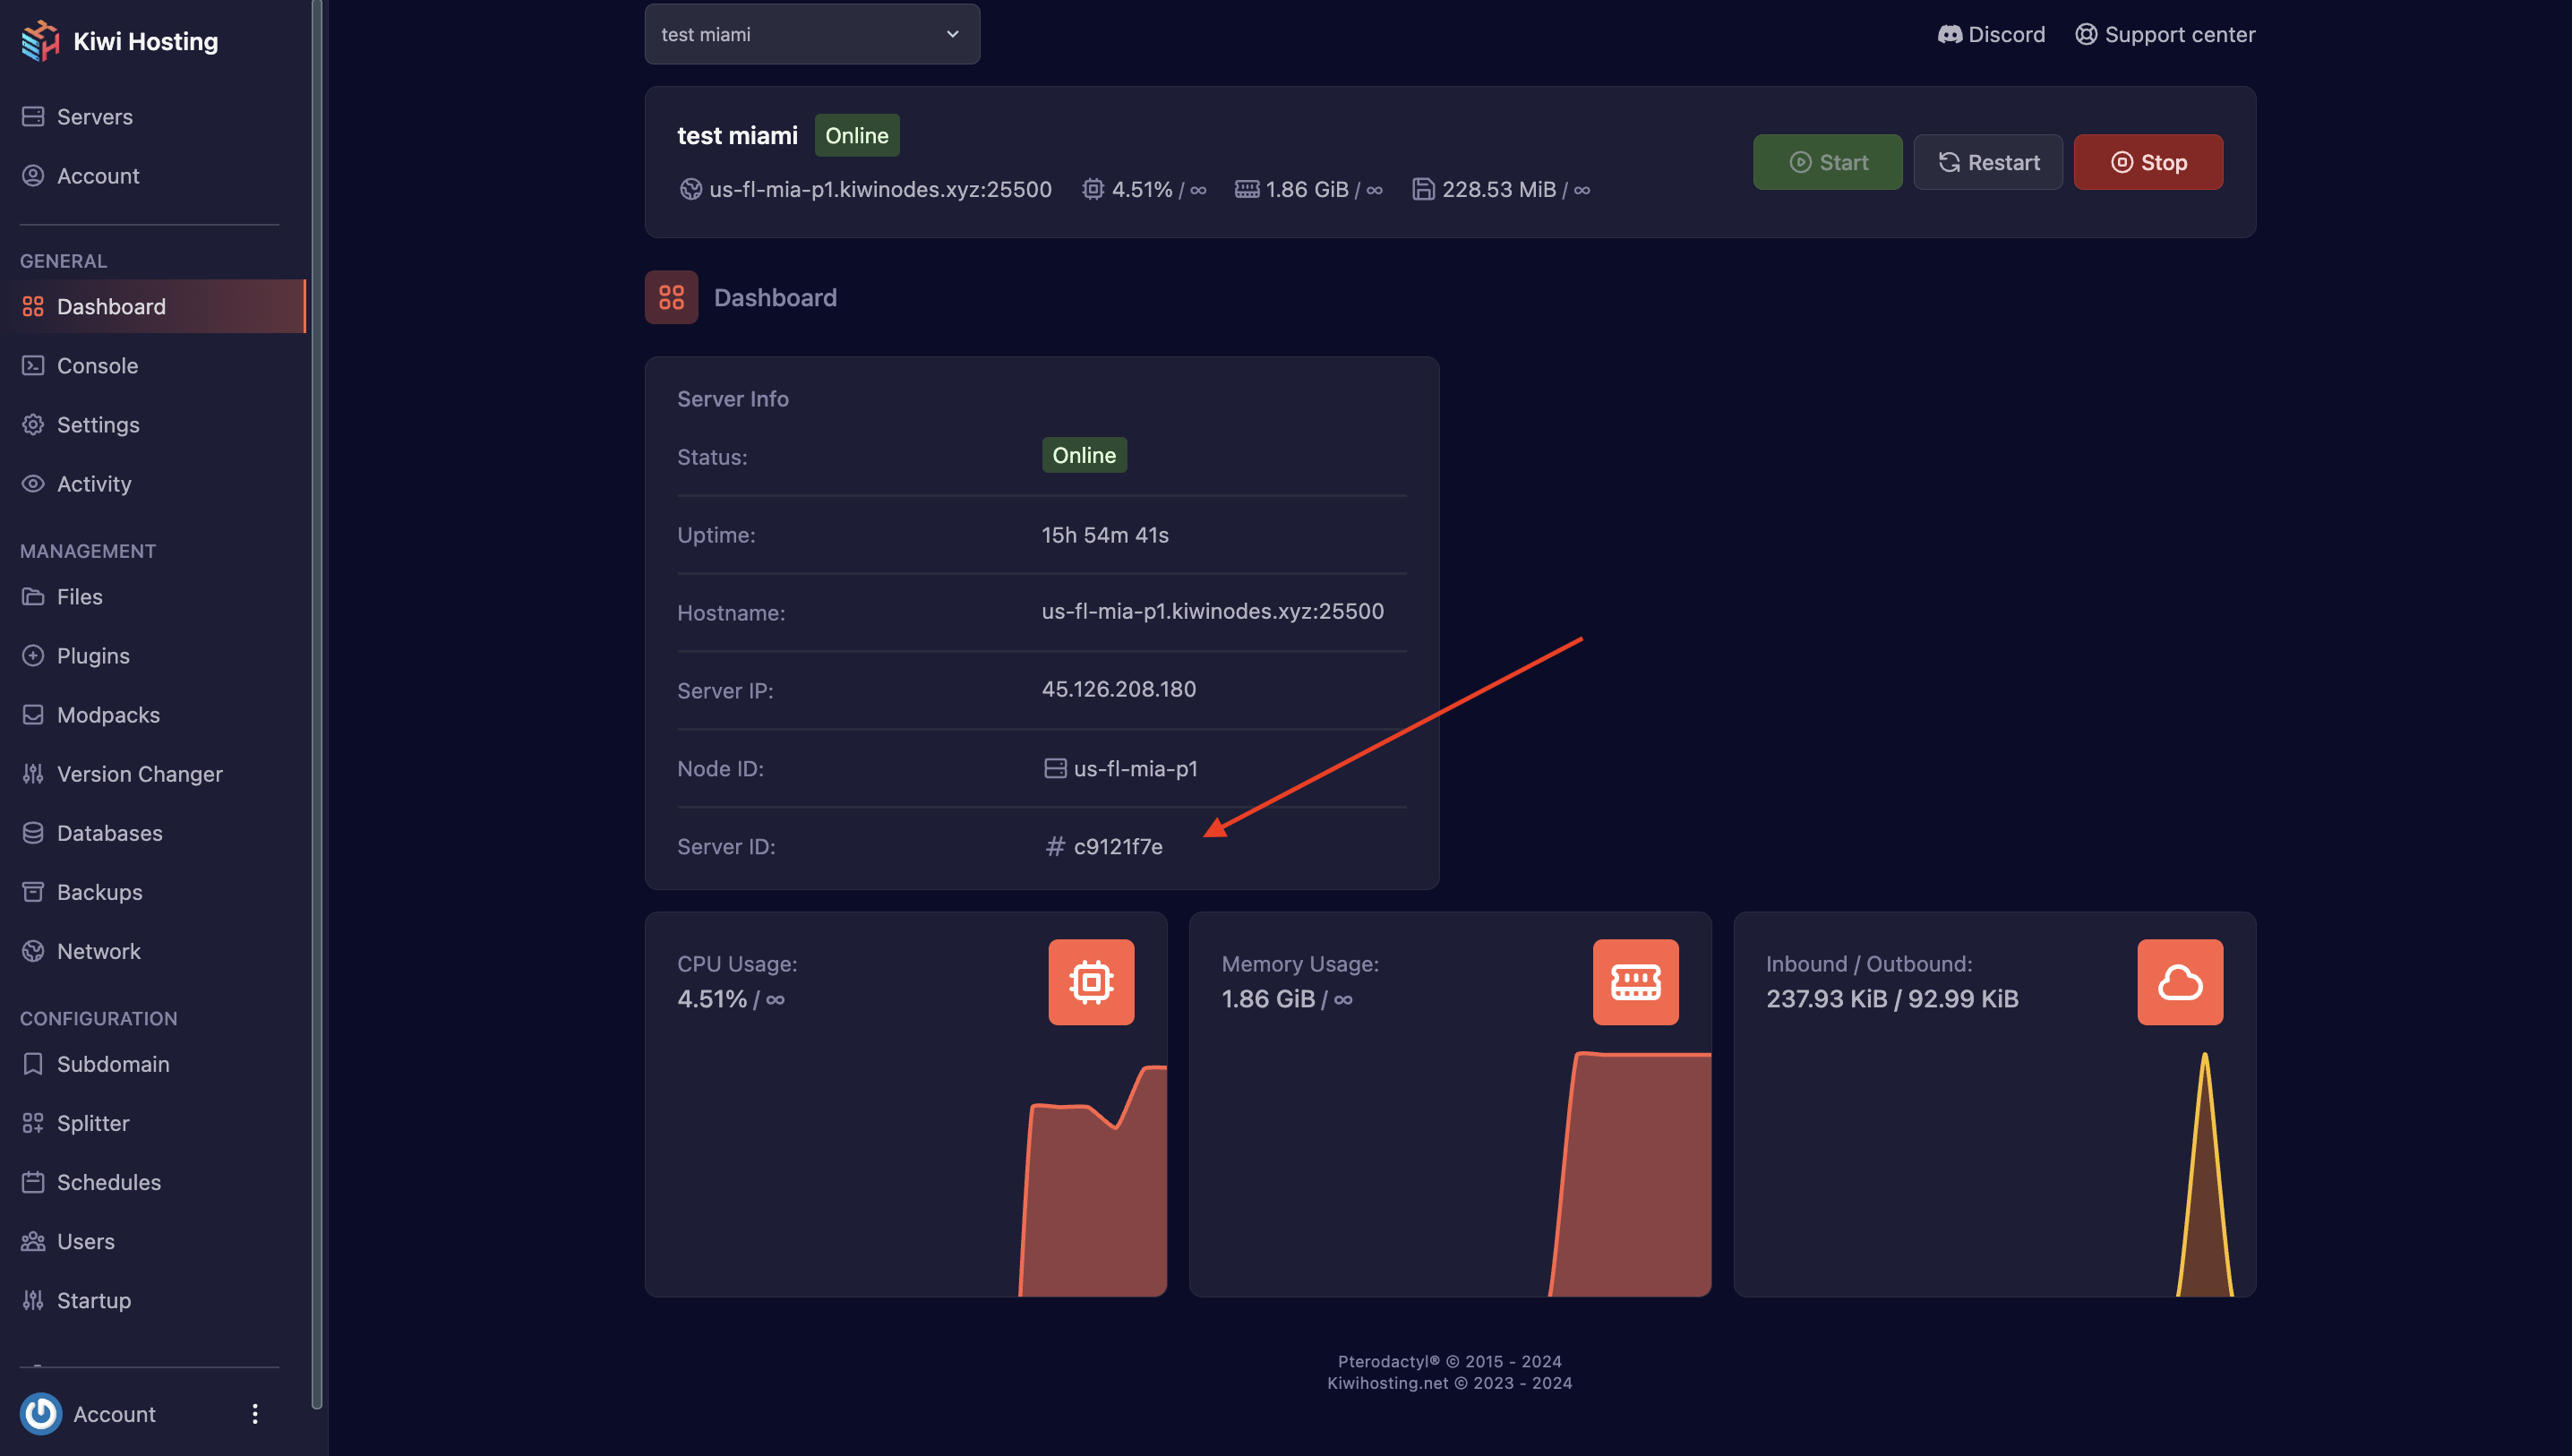 Kiwi Hosting
Servers
Account
GENERAL
Dashboard
Console
Settings
Activity
MANAGEMENT
Files
Plugins
Modpacks
Version Changer
Databases
Backups
Network
CONFIGURATION
Subdomain
Splitter
Schedules
Users
Startup
Account
test miami
Discord
Support center
test miami Online
us-fl-mia-p1.kiwinodes.xyz:25500 4.51% / ∞ 1.86 GiB / ∞ 228.53 MiB / ∞
Start
Restart
Stop
Dashboard
Server Info
Status: Online
Uptime: 15h 54m 41s
Hostname: us-fl-mia-p1.kiwinodes.xyz:25500
Server IP: 45.126.208.180
Node ID: us-fl-mia-p1
Server ID: # c9121f7e
CPU Usage:
4.51% / ∞
Memory Usage:
1.86 GiB / ∞
Inbound / Outbound:
237.93 KiB / 92.99 KiB
Pterodactyl® © 2015 - 2024
Kiwihosting.net © 2023 - 2024